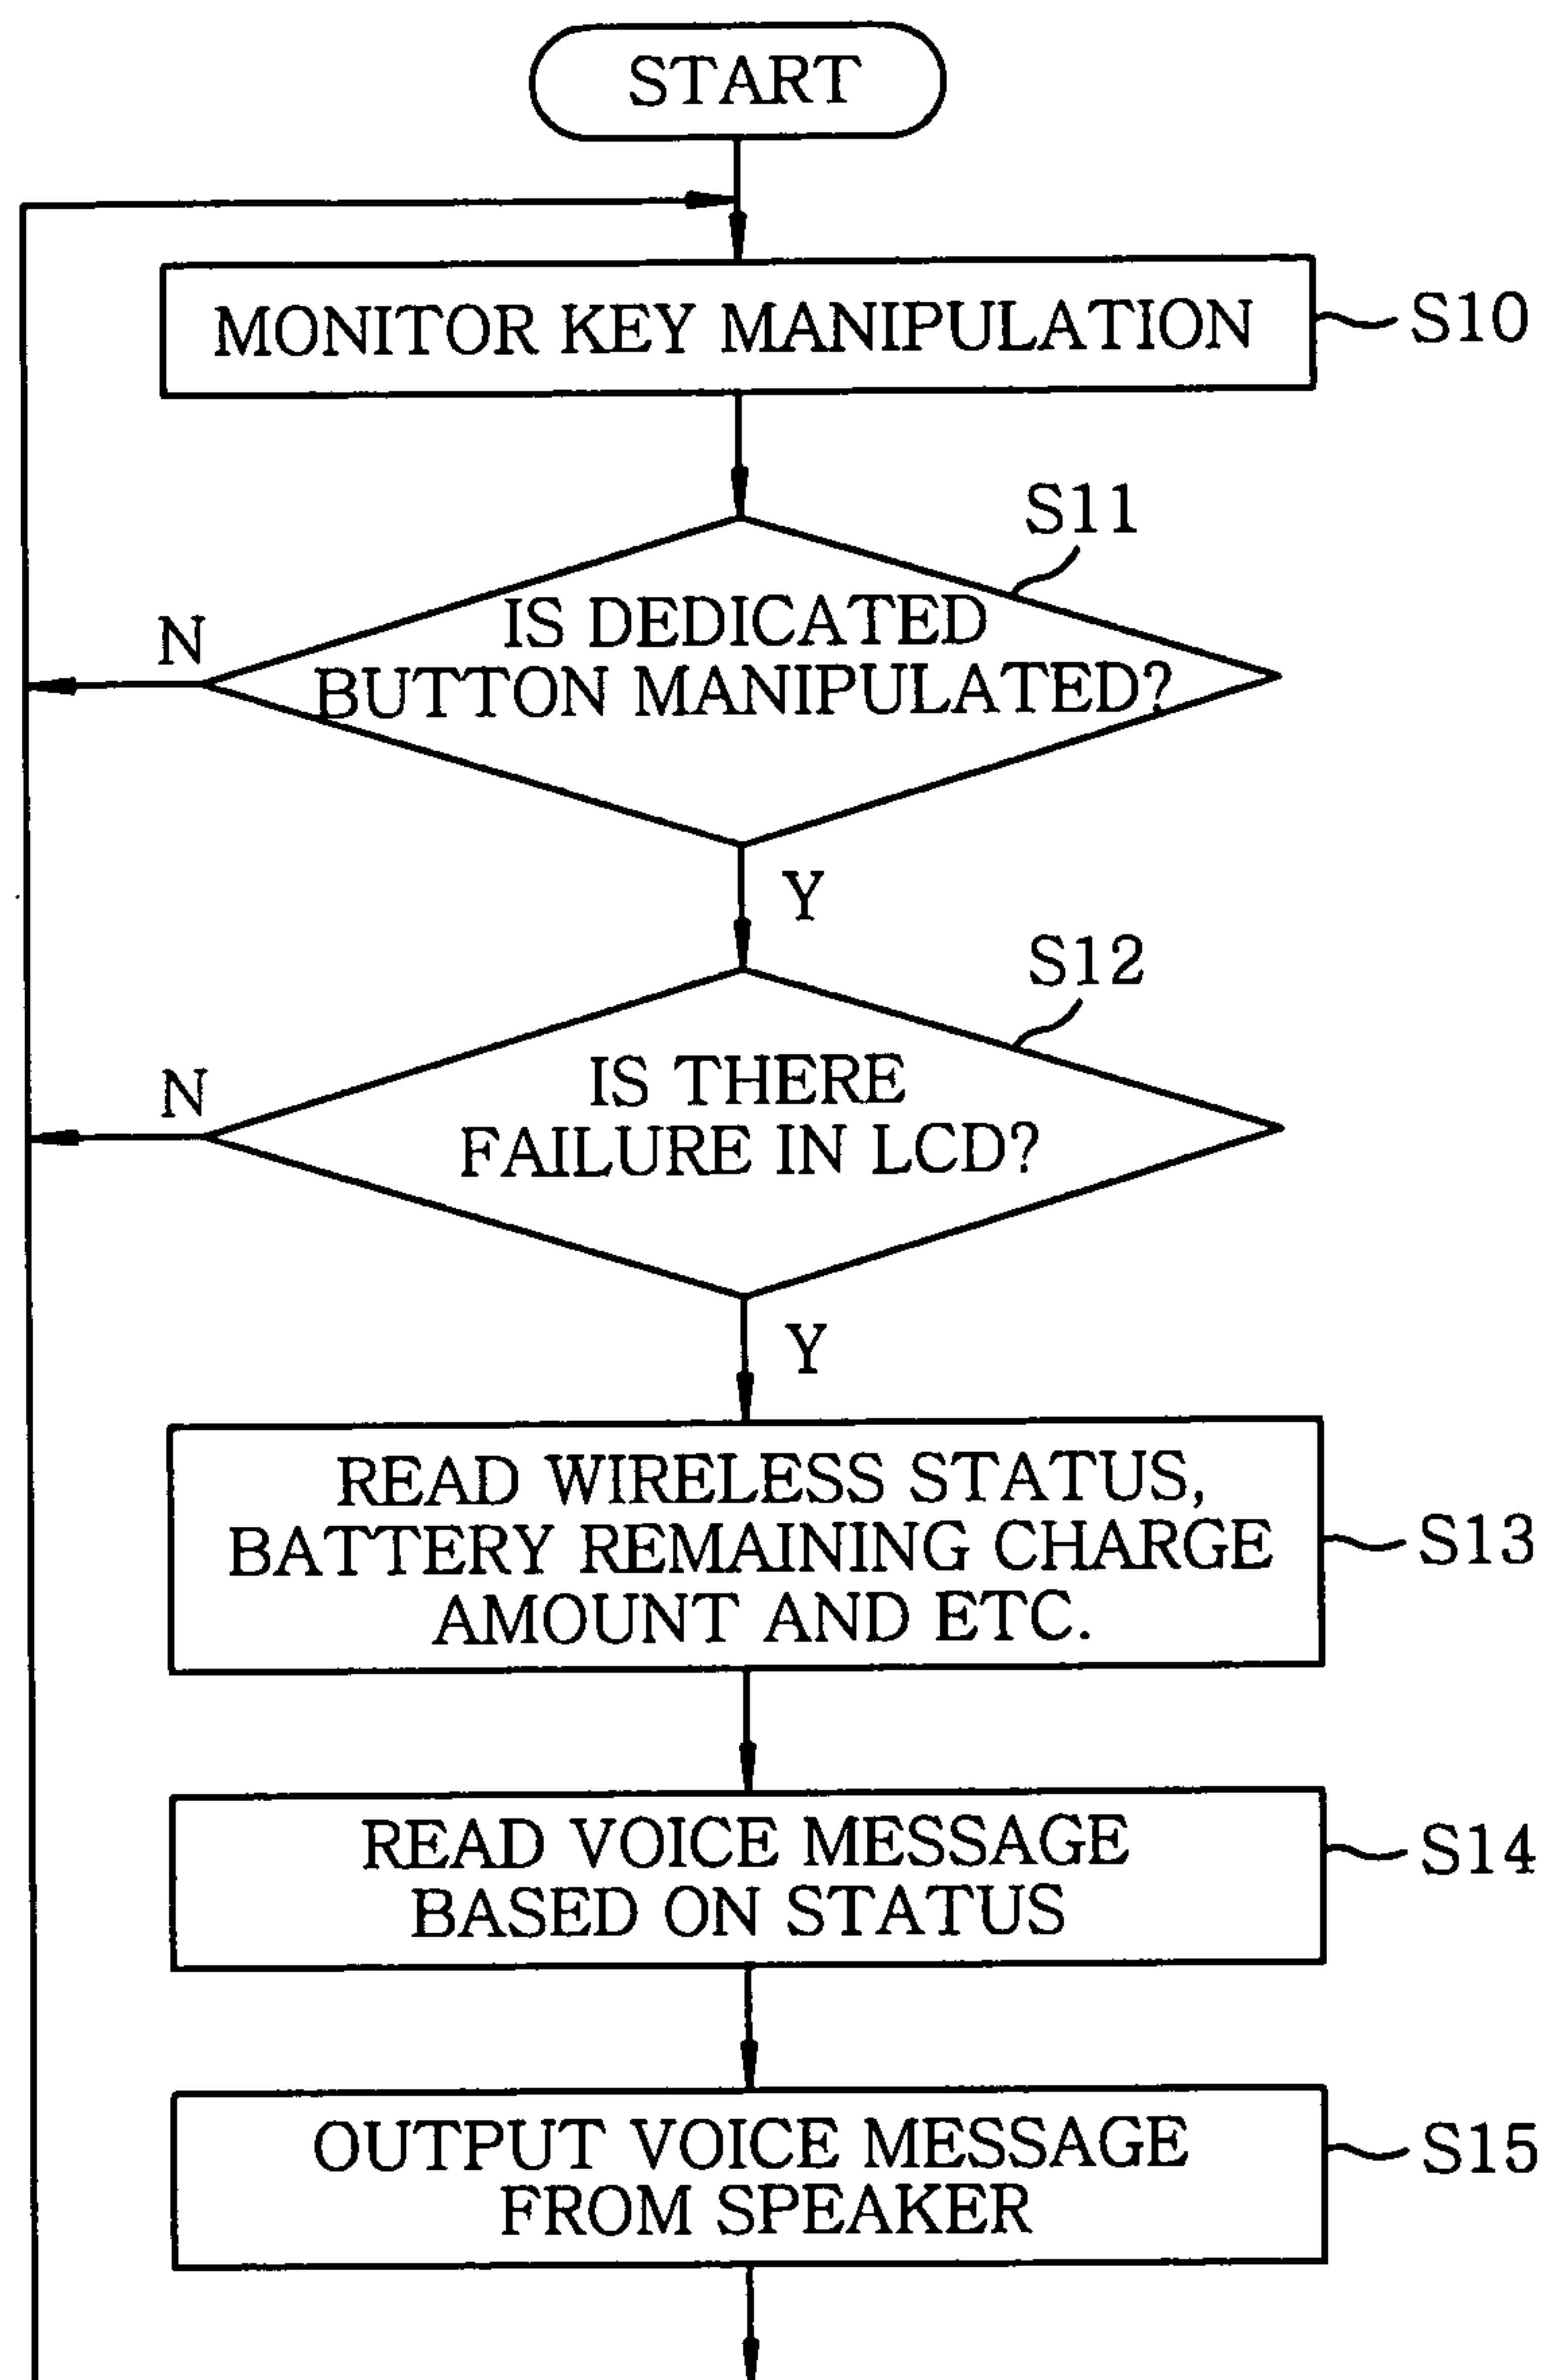 START
MONITOR KEY MANIPULATION
S10
S11
IS DEDICATED
BUTTON MANIPULATED?
N
Y
S12
IS THERE
FAILURE IN LCD?
N
Y
READ WIRELESS STATUS,
BATTERY REMAINING CHARGE
AMOUNT AND ETC.
S13
READ VOICE MESSAGE
BASED ON STATUS
S14
OUTPUT VOICE MESSAGE
FROM SPEAKER
S15